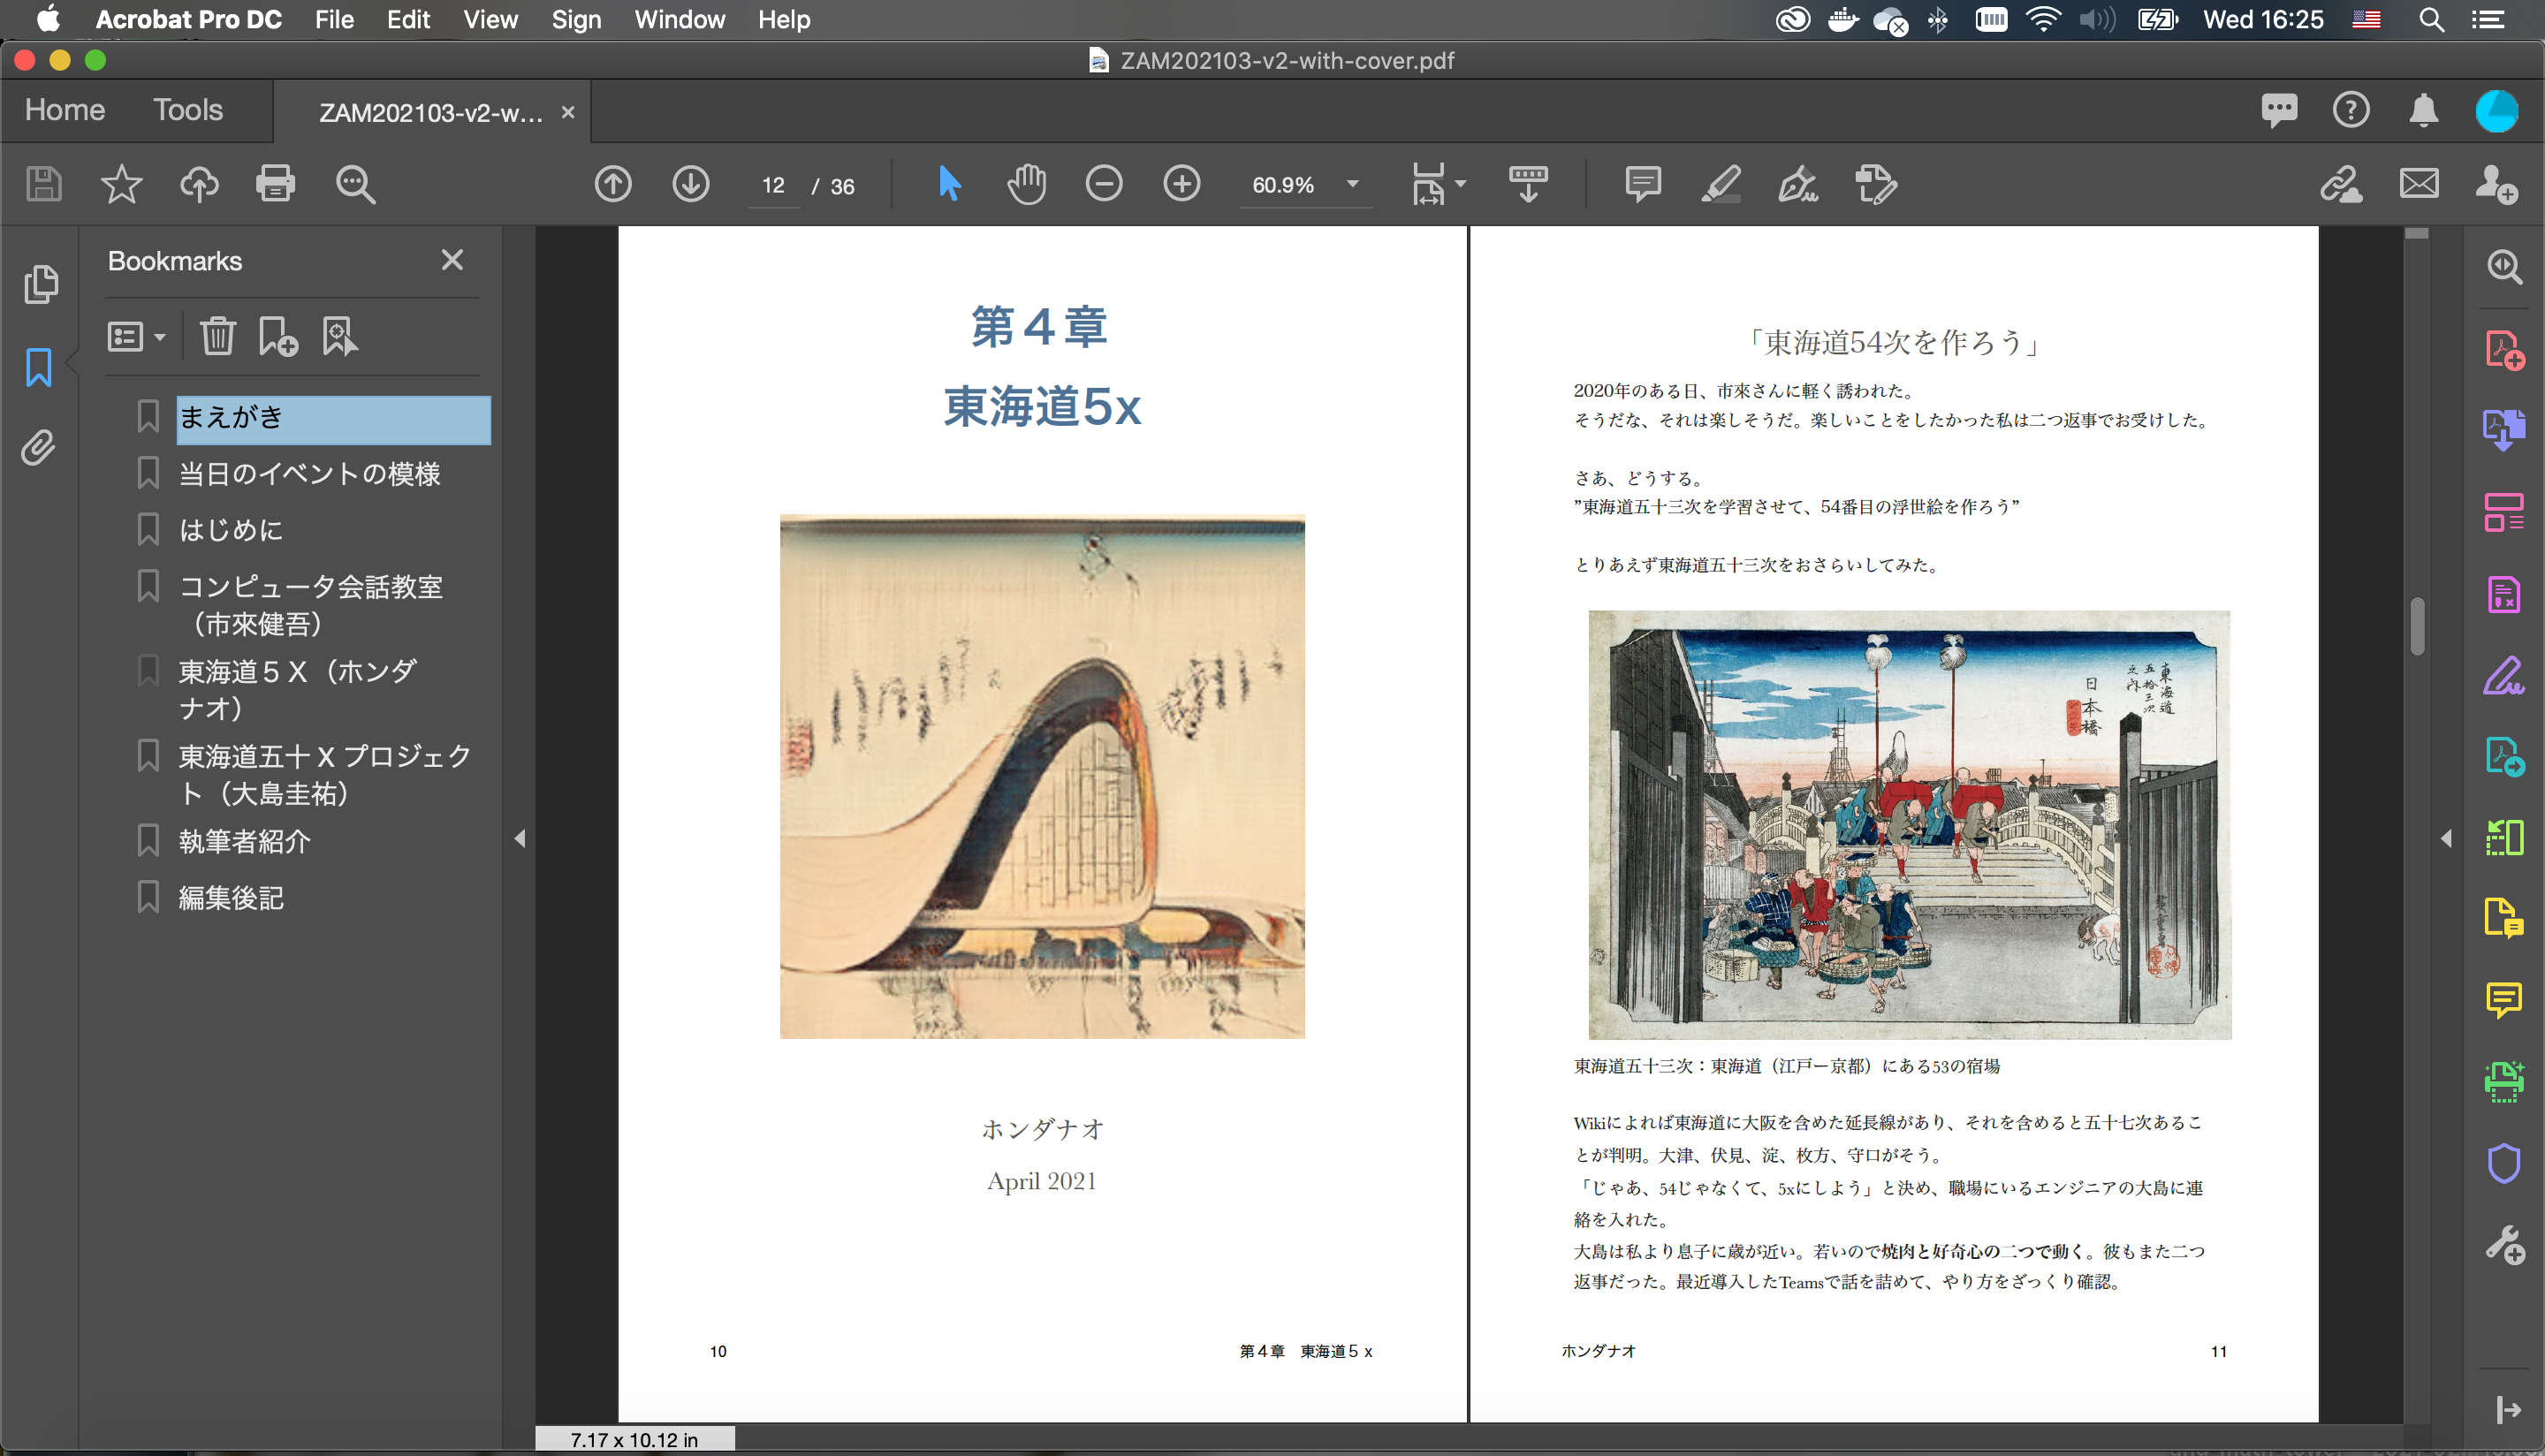 Acrobat Pro DC File Edit View Sign Window Help Wed 16:25
ZAM202103-v2-with-cover.pdf
Home Tools ZAM202103-v2-w... ×
12 / 36 60.9%
Bookmarks
まえがき
当日のイベントの模様
はじめに
コンピュータ会話教室
（市來健吾）
東海道５Ｘ（ホンダ
ナオ）
東海道五十 X プロジェク
ト（大島圭祐）
執筆者紹介
編集後記
第４章
東海道5x
ホンダナオ
April 2021
10 第４章 東海道５ｘ
「東海道54次を作ろう」
2020年のある日、市來さんに軽く誘われた。
そうだな、それは楽しそうだ。楽しいことをしたかった私は二つ返事でお受けした。
さあ、どうする。
”東海道五十三次を学習させて、54番目の浮世絵を作ろう”
とりあえず東海道五十三次をおさらいしてみた。
東海道
五拾三次
之内
日本橋
東海道五十三次：東海道（江戸ー京都）にある53の宿場
Wikiによれば東海道に大阪を含めた延長線があり、それを含めると五十七次あるこ
とが判明。大津、伏見、淀、枚方、守口がそう。
「じゃあ、54じゃなくて、5xにしよう」と決め、職場にいるエンジニアの大島に連
絡を入れた。
大島は私より息子に歳が近い。若いので焼肉と好奇心の二つで動く。彼もまた二つ
返事だった。最近導入したTeamsで話を詰めて、やり方をざっくり確認。
ホンダナオ 11
7.17 x 10.12 in